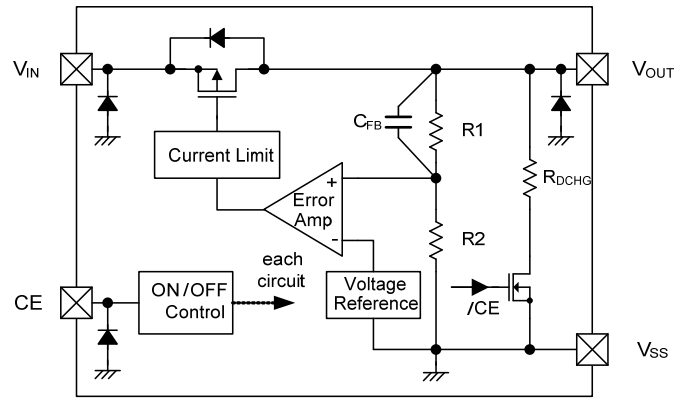 VIN
VOUT
CFB
R1
Current Limit
RDCHG
+
Error
Amp
-
R2
each
circuit
Voltage
Reference
CE
ON/OFF
Control
/CE
VSS